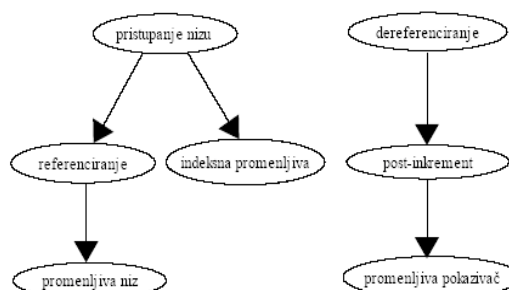 pristupanje nizu
dereferenciranje
referenciranje
indeksna promenljiva
post-inkrement
promenljiva niz
promenljiva pokazivač